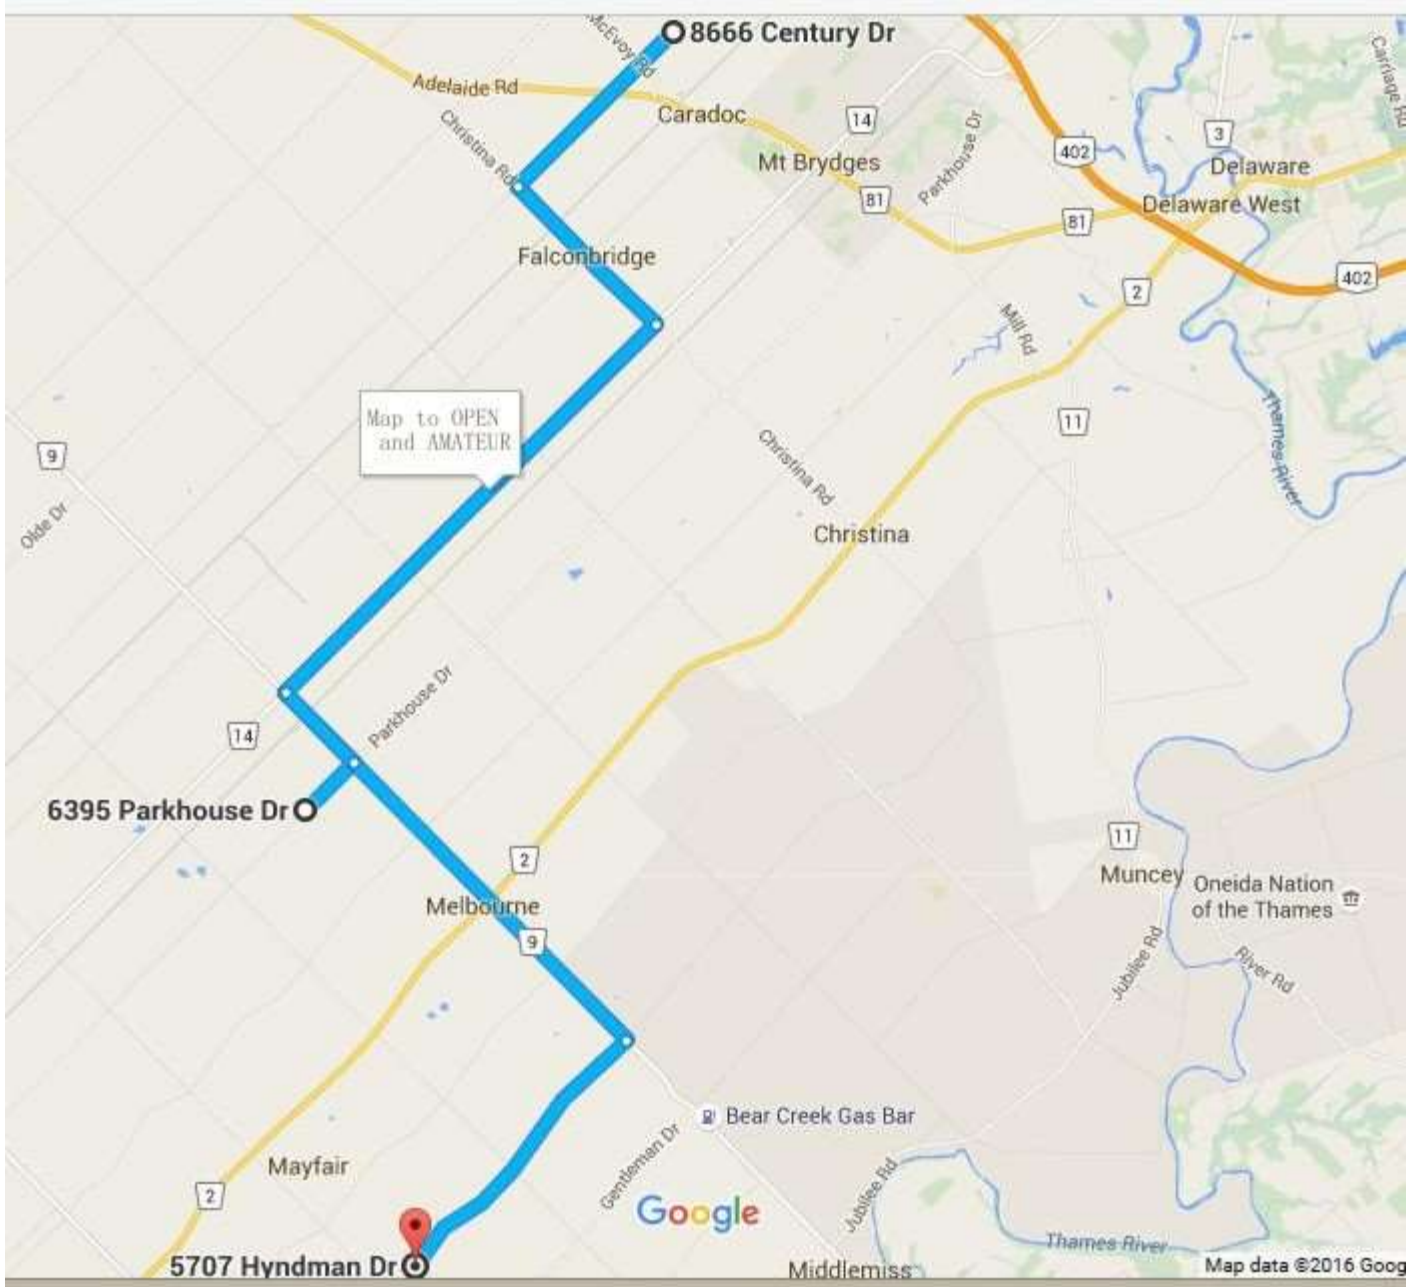 McEvoy Rd
8666 Century Dr
Adelaide Rd
Caradoc
Christina Rd
14
Mt Brydges
Parkhouse Dr
402
3
Carriage Rd
Delaware
81
81
Delaware West
Falconbridge
402
2
Mill Rd
Map to OPEN
and AMATEUR
11
Thames River
9
Christina Rd
Olde Dr
Christina
Parkhouse Dr
14
6395 Parkhouse Dr
2
11
Muncey
Oneida Nation
of the Thames
Melbourne
9
Jubilee Rd
River Rd
Bear Creek Gas Bar
Gentleman Dr
Mayfair
2
Google
Jubilee Rd
Thames River
5707 Hyndman Dr
Middlemiss
Map data ©2016 Goog